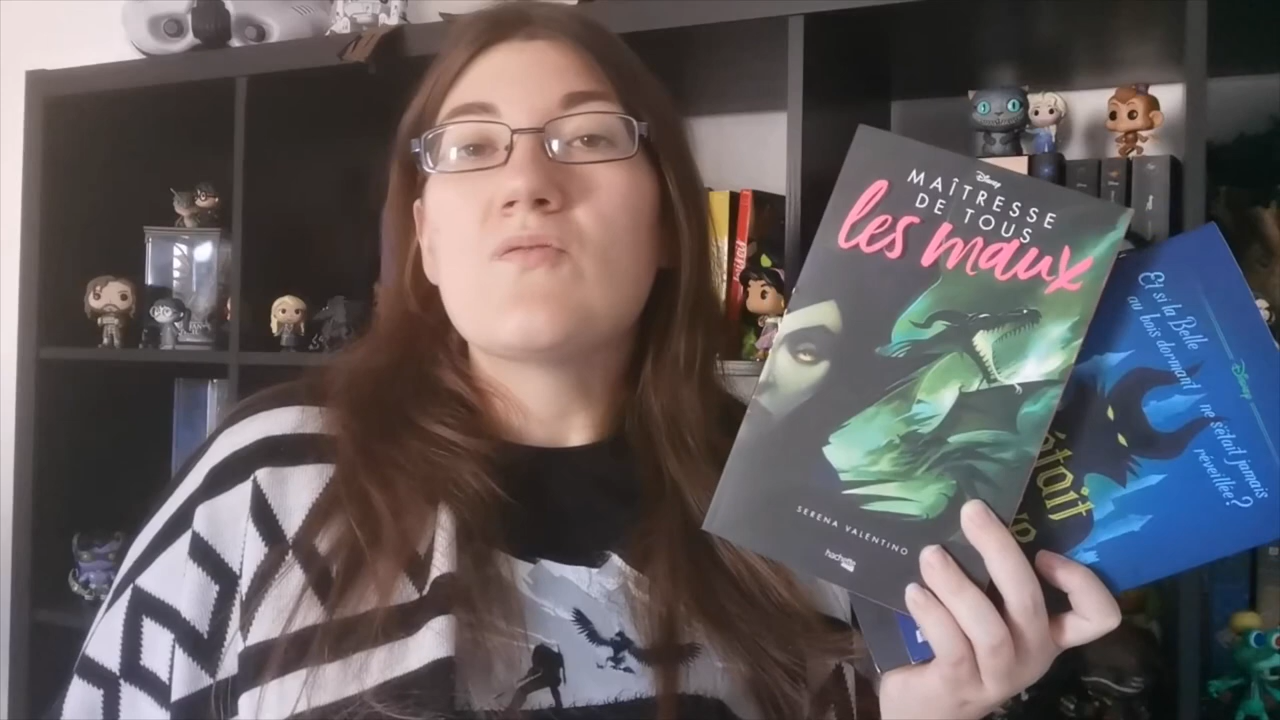 Disney
MAÎTRESSE
DE TOUS
les maux
SERENA VALENTINO
hachette
Disney
Et si la Belle
au bois dormant
ne s'était jamais
réveillée ?
était